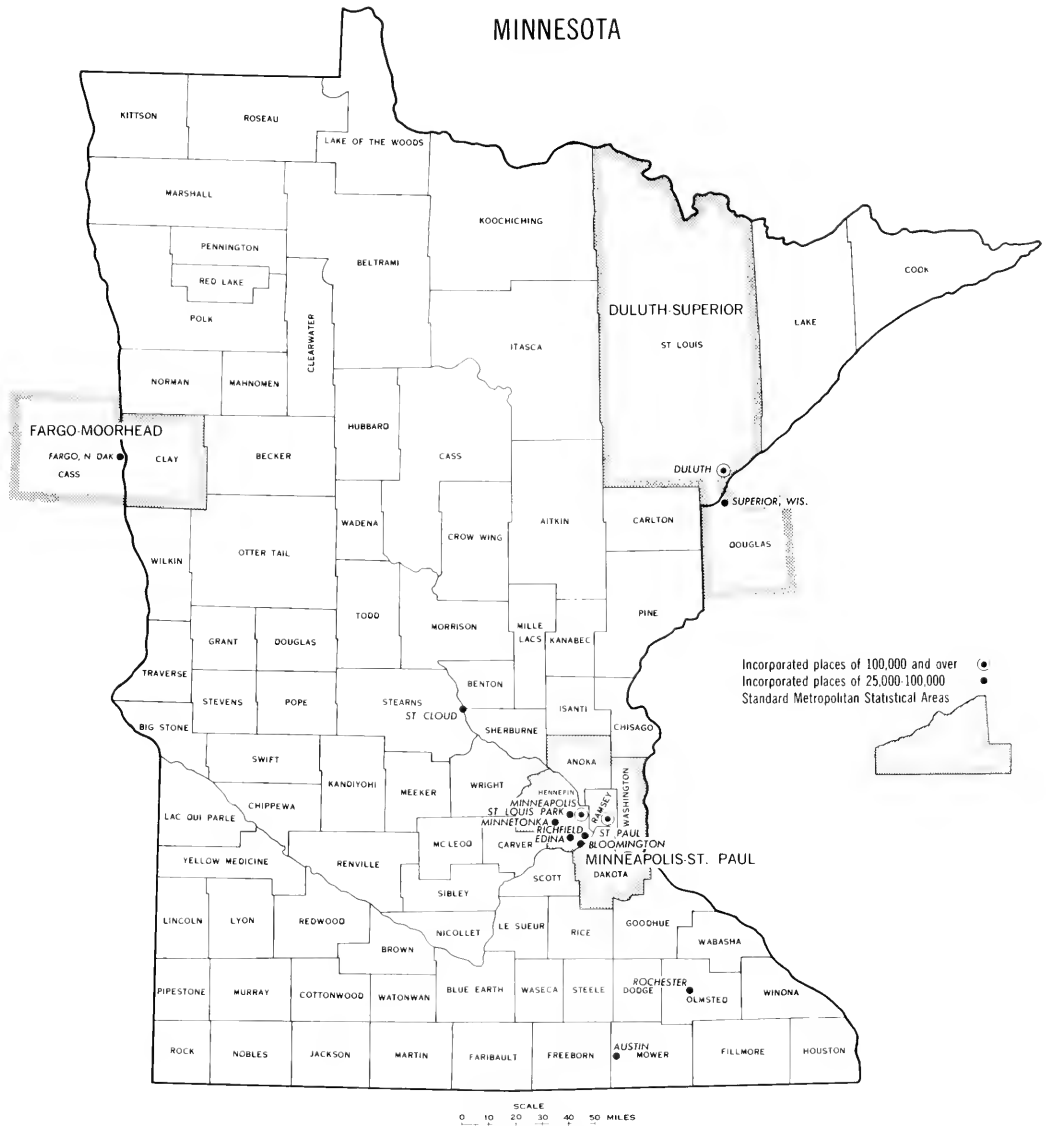 MINNESOTA
KITTSON
ROSEAU
LAKE OF THE WOODS
MARSHALL
KOOCHICHING
PENNINGTON
BELTRAMI
RED LAKE
COOK
POLK
CLEARWATER
DULUTH-SUPERIOR
LAKE
ITASCA
ST LOUIS
NORMAN
MAHNOMEN
HUBBARD
FARGO-MOORHEAD
FARGO, N DAK
CLAY
BECKER
CASS
CASS
DULUTH
SUPERIOR, WIS.
WADENA
AITKIN
CARLTON
CROW WING
DOUGLAS
OTTER TAIL
WILKIN
TODD
MORRISON
MILLE
LACS
KANABEC
PINE
GRANT
DOUGLAS
TRAVERSE
BENTON
Incorporated places of 100,000 and over
Incorporated places of 25,000-100,000
Standard Metropolitan Statistical Areas
STEVENS
POPE
STEARNS
ST CLOUD
ISANTI
BIG STONE
SHERBURNE
CHISAGO
SWIFT
ANOKA
KANDIYOHI
MEEKER
WRIGHT
HENNEPIN
WASHINGTON
RAMSEY
CHIPPEWA
LAC QUI PARLE
MINNEAPOLIS
ST LOUIS PARK
MINNETONKA
RICHFIELD
ST PAUL
EDINA
BLOOMINGTON
MC LEOD
CARVER
YELLOW MEDICINE
RENVILLE
MINNEAPOLIS-ST. PAUL
SCOTT
DAKOTA
SIBLEY
LINCOLN
LYON
REDWOOD
NICOLLET
LE SUEUR
RICE
GOODHUE
WABASHA
BROWN
PIPESTONE
MURRAY
COTTONWOOD
WATONWAN
BLUE EARTH
WASECA
STEELE
DODGE
ROCHESTER
OLMSTED
WINONA
ROCK
NOBLES
JACKSON
MARTIN
FARIBAULT
FREEBORN
AUSTIN
MOWER
FILLMORE
HOUSTON
SCALE
0 10 20 30 40 50 MILES